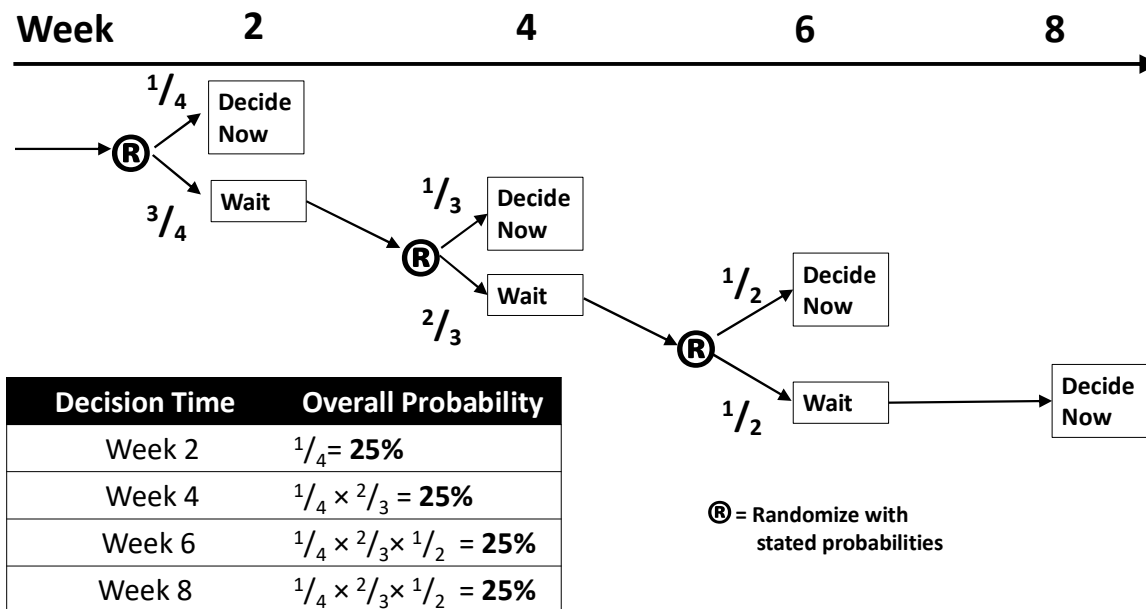 Week 2 4 6 8
1/4
Decide
Now
Ⓡ
3/4
Wait
1/3
Decide
Now
Ⓡ
2/3
Wait
1/2
Decide
Now
Ⓡ
1/2
Wait
Decide
Now
Decision Time Overall Probability
Week 2 1/4= 25%
Week 4 1/4 × 2/3 = 25%
Week 6 1/4 × 2/3× 1/2 = 25%
Week 8 1/4 × 2/3× 1/2 = 25%
Ⓡ = Randomize with
stated probabilities